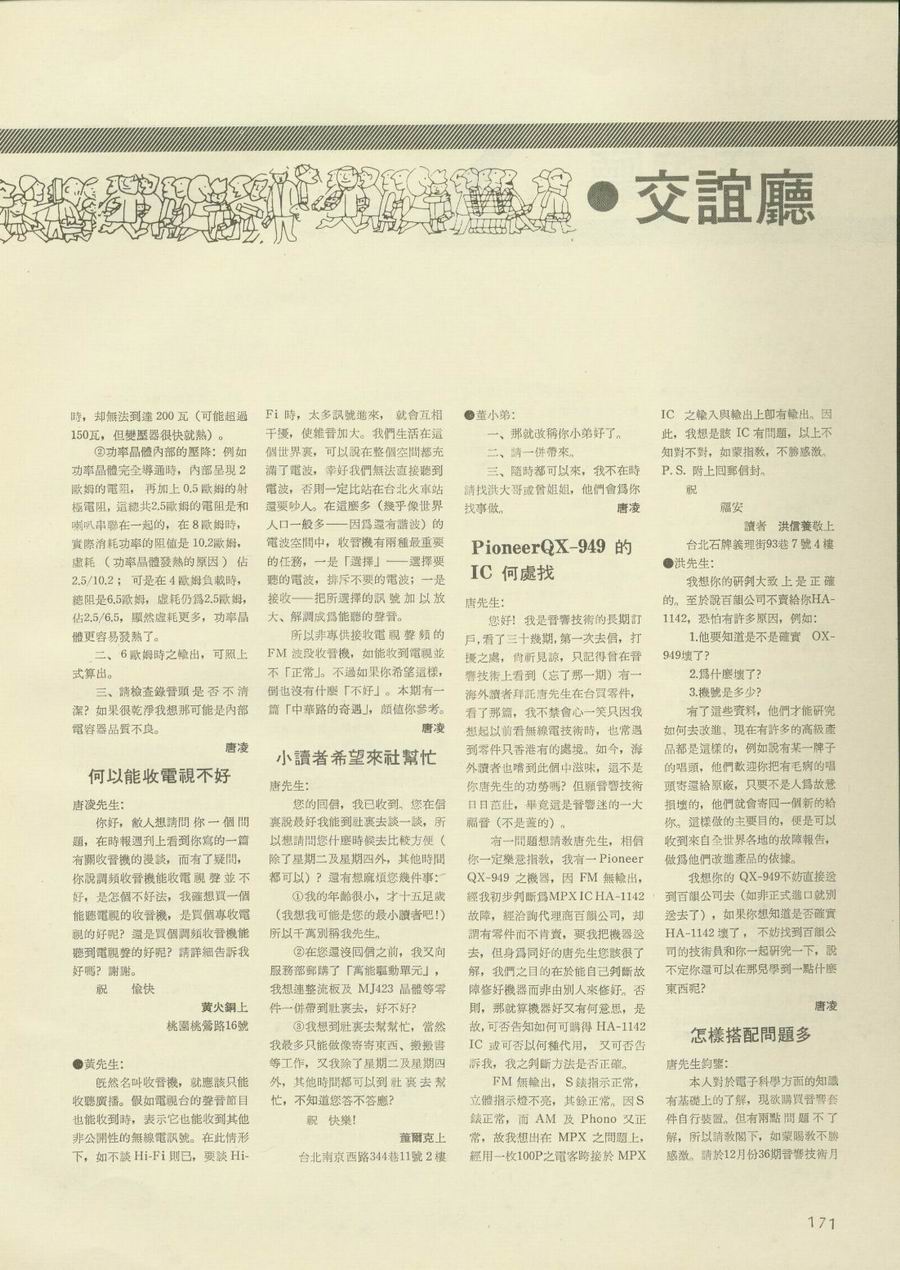 ●交誼廳
時，却無法到達 200 瓦（可能超過
150瓦，但變壓器很快就熱）。
②功率晶體內部的壓降：例如
功率晶體完全導通時，內部呈現 2
歐姆的電阻， 再加上 0.5 歐姆的射
極電阻, 這總共2.5歐姆的電阻是和
喇叭串聯在一起的，在 8 歐姆時，
實際消耗功率的阻値是 10.2歐姆，
虛耗 （ 功率晶體發熱的原因 ） 佔
2.5/10.2； 可是在 4 歐姆負載時，
總阻是6.5歐姆，虛耗仍爲2.5歐姆，
佔2.5/6.5，顯然虛耗更多，功率晶
體更容易發熱了。
二、 6 歐姆時之輸出，可照上
式算出。
三、請檢查錄音頭是否不清
潔？如果很乾淨我想那可能是內部
電容器品質不良。
唐凌
何以能收電視不好
唐凌先生：
你好，敝人想請問你一個問
題，在時報週刊上看到你寫的一篇
有關收音機的漫談，而有了疑問，
你說調頻收音機能收電視聲並不
好，是怎個不好法，我確想買一個
能聽電視的收音機，是買個專收電
視的好呢？還是買個調頻收音機能
聽到電視聲的好呢？請詳細告訴我
好嗎？謝謝。
祝　　愉快
黃火銅上
桃園桃鶯路16號
●黃先生：
旣然名叫收音機，就應該只能
收聽廣播。假如電視台的聲音節目
也能收到時，表示它也能收到其他
非公開性的無線電訊號。在此情形
下，如不談 Hi-Fi 則已，要談 Hi-
Fi 時，太多訊號進來， 就會互相
干擾，使雜音加大。我們生活在這
個世界裏，可以說在整個空間都充
滿了電波，幸好我們無法直接聽到
電波，否則一定比站在台北火車站
還要吵人。在這麼多（幾乎像世界
人口一般多——因爲還有諧波）的
電波空間中，收音機有兩種最重要
的任務，一是「選擇」——選擇要
聽的電波，排斥不要的電波；一是
接收——把所選擇的訊號加以放
大、解調成爲能聽的聲音。
所以非專供接收電視聲頻的
FM 波段收音機，如能收到電視並
不「正常」。不過如果你希望這樣，
倒也沒有什麼「不好」。本期有一
篇「中華路的奇遇」，頗値你參考。
唐凌
小讀者希望來社幫忙
唐先生：
您的回信，我已收到、您在信
裏說最好我能到社裏去談一談，所
以想請問您什麼時候去比較方便（
除了星期二及星期四外，其他時間
都可以）？還有想麻煩您幾件事：
①我的年齡很小，才十五足歲
（我想我可能是您的最小讀者吧！）
所以千萬別稱我先生。
②在您還沒回信之前，我又向
服務部郵購了「萬能驅動單元」，
我想連整流板及 MJ423 晶體等零
件一併帶到社裏去，好不好？
③我想到社裏去幫幫忙，當然
我最多只能做像寄寄東西、搬搬書
等工作，又我除了星期二及星期四
外，其他時間都可以到社裏去幫
忙，不知道您答不答應？
祝　快樂！
董爾克上
台北南京西路344巷11號 2 樓
●董小弟：
一、那就改稱你小弟好了。
二、請一併帶來。
三、隨時都可以來，我不在時
請找洪大哥或曾姐姐，他們會爲你
找事做。　　唐凌
PioneerQX-949 的
IC 何處找
唐先生：
您好！我是音響技術的長期訂
戶，看了三十幾期，第一次去信，打
擾之處，尙祈見諒，只記得曾在音
響技術上看到（忘了那一期）有一
海外讀者拜託唐先生在台買零件，
看了那篇，我不禁會心一笑只因我
想起以前看無線電技術時，也常遇
到零件只香港有的處境。如今，海
外讀者也嚐到此個中滋味，這不是
你唐先生的功勞嗎？但願音響技術
日日茁壯，畢竟這是音響迷的一大
福音（不是蓋的）。
有一問題想請敎唐先生，相信
你一定樂意指敎，我有一 Pioneer
QX-949 之機器，因 FM 無輸出，
經我初步判斷爲MPX IC HA-1142
故障，經洽詢代理商百韻公司，却
謂有零件而不肯賣，要我把機器送
去，但身爲同好的唐先生您該很了
解，我們之目的在於能自己判斷故
障修好機器而非由別人來修好。否
則，那就算機器好又有何意思，是
故，可否告知如何可購得 HA-1142
IC 或可否以何種代用， 又可否告
訴我，我之判斷方法是否正確。
FM 無輸出， S 錶指示正常，
立體指示燈不亮，其餘正常。因S
錶正常，而 AM 及 Phono 又正
常，故我想出在 MPX 之問題上，
經用一枚100P之電容跨接於 MPX
IC 之輸入與輸出上卽有輸出。因
此，我想是該 IC 有問題，以上不
知對不對，如蒙指敎，不勝感激。
P. S. 附上回郵信封。
祝
福安
讀者　洪信養敬上
台北石牌義理街93巷 7 號 4 樓
●洪先生：
我想你的硏判大致上是正確
的。至於說百韻公司不賣給你HA-
1142，恐怕有許多原因，例如：
1.他要知道是不是確實 QX-
949壞了？
2.爲什麼壞了？
3.機號是多少？
有了這些資料，他們才能硏究
如何去改進、現在有許多的高級產
品都是這樣的，例如說有某一牌子
的唱頭，他們歡迎你把有毛病的唱
頭寄還給原廠，只要不是人爲故意
損壞的，他們就會寄回一個新的給
你。這樣做的主要目的，便是可以
收到來自全世界各地的故障報告，
做爲他們改進產品的依據。
我想你的 QX-949不妨直接送
到百韻公司去（如非正式進口就別
送去了），如果你想知道是否確實
HA-1142 壞了， 不妨找到百韻公
司的技術員和你一起硏究一下，說
不定你還可以在那兒學到一點什麼
東西呢？
唐凌
怎樣搭配問題多
唐先生鈞鑒：
本人對於電子科學方面的知識
有基礎上的了解，現欲購買音響套
件自行裝置。但有兩點問題不了
解，所以請敎閣下，如蒙賜敎不勝
感激。請於12月份36期音響技術月
171